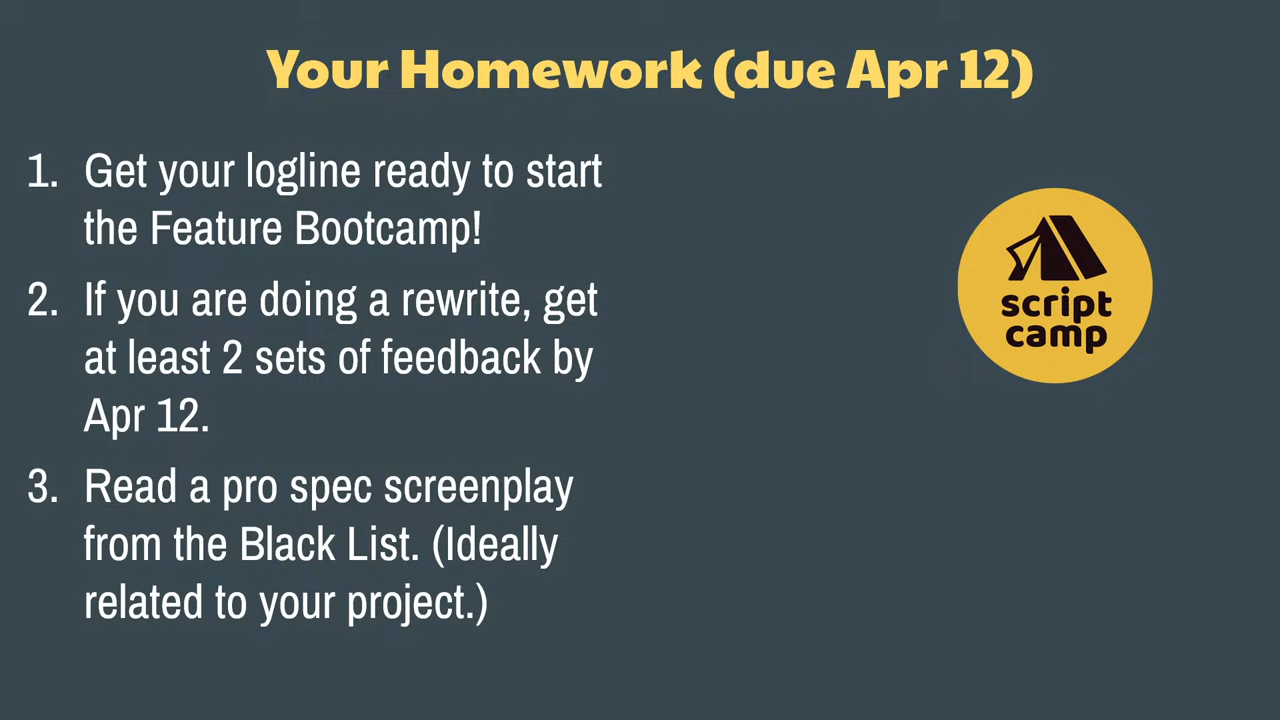 Your Homework (due Apr 12)
1. Get your logline ready to start
the Feature Bootcamp!
2. If you are doing a rewrite, get
at least 2 sets of feedback by
Apr 12.
3. Read a pro spec screenplay
from the Black List. (Ideally
related to your project.)
script
camp